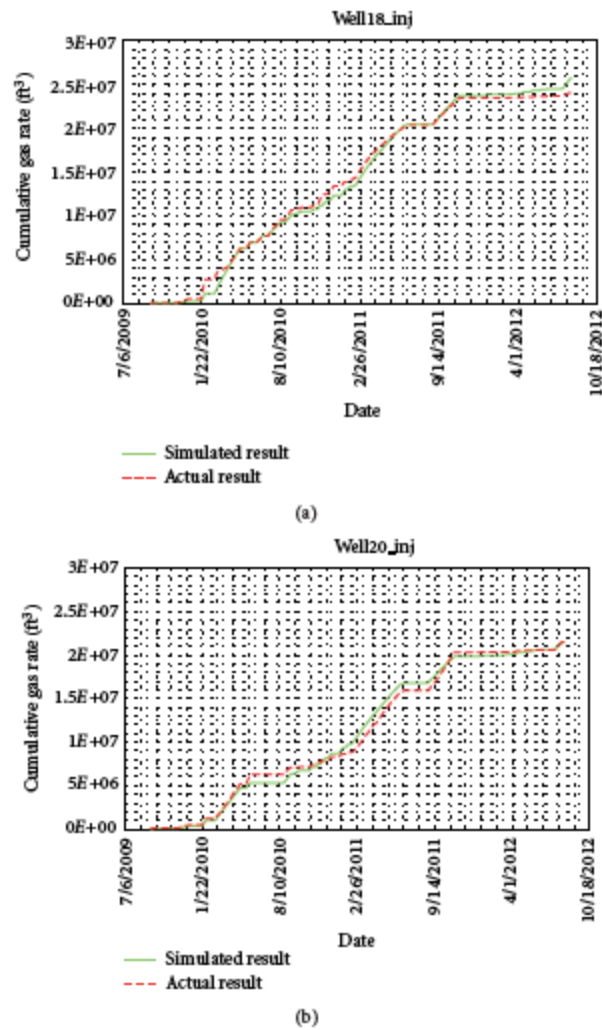 Well18_inj
Cumulative gas rate (ft³)
3E+07
2.5E+07
2E+07
1.5E+07
1E+07
5E+06
0E+00
7/6/2009
1/22/2010
8/10/2010
2/26/2011
9/14/2011
4/1/2012
10/18/2012
Date
Simulated result
Actual result
(a)
Well20_inj
Cumulative gas rate (ft³)
3E+07
2.5E+07
2E+07
1.5E+07
1E+07
5E+06
0E+00
7/6/2009
1/22/2010
8/10/2010
2/26/2011
9/14/2011
4/1/2012
10/18/2012
Date
Simulated result
Actual result
(b)